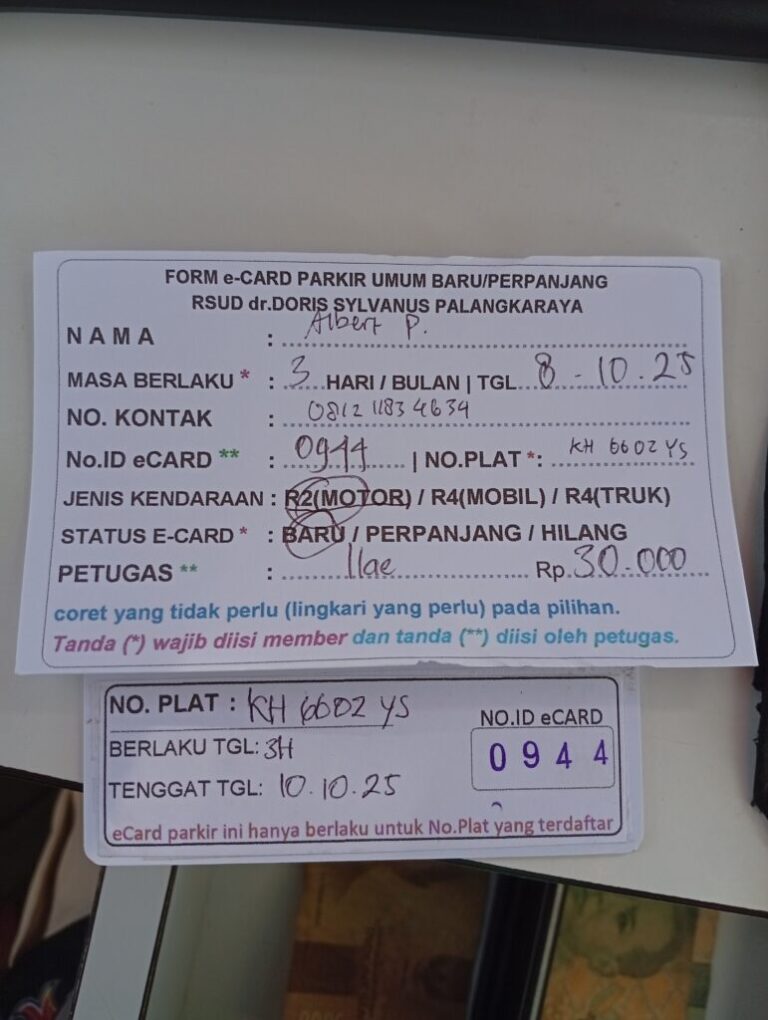 FORM e-CARD PARKIR UMUM BARU/PERPANJANG
RSUD dr.DORIS SYLVANUS PALANGKARAYA
NAMA : Albert P.
MASA BERLAKU * : 3 HARI / BULAN | TGL 8 - 10.25
NO. KONTAK : 0812 1183 4634
No.ID eCARD ** : 0944 | NO.PLAT *: KH 6602 YS
JENIS KENDARAAN : R2(MOTOR) / R4(MOBIL) / R4(TRUK)
STATUS E-CARD * : BARU / PERPANJANG / HILANG
PETUGAS ** : Ilae Rp. 30.000
coret yang tidak perlu (lingkari yang perlu) pada pilihan.
Tanda (*) wajib diisi member dan tanda (**) diisi oleh petugas.
NO. PLAT : KH 6602 YS
NO.ID eCARD
BERLAKU TGL: 3H
0944
TENGGAT TGL: 10.10.25
eCard parkir ini hanya berlaku untuk No.Plat yang terdaftar